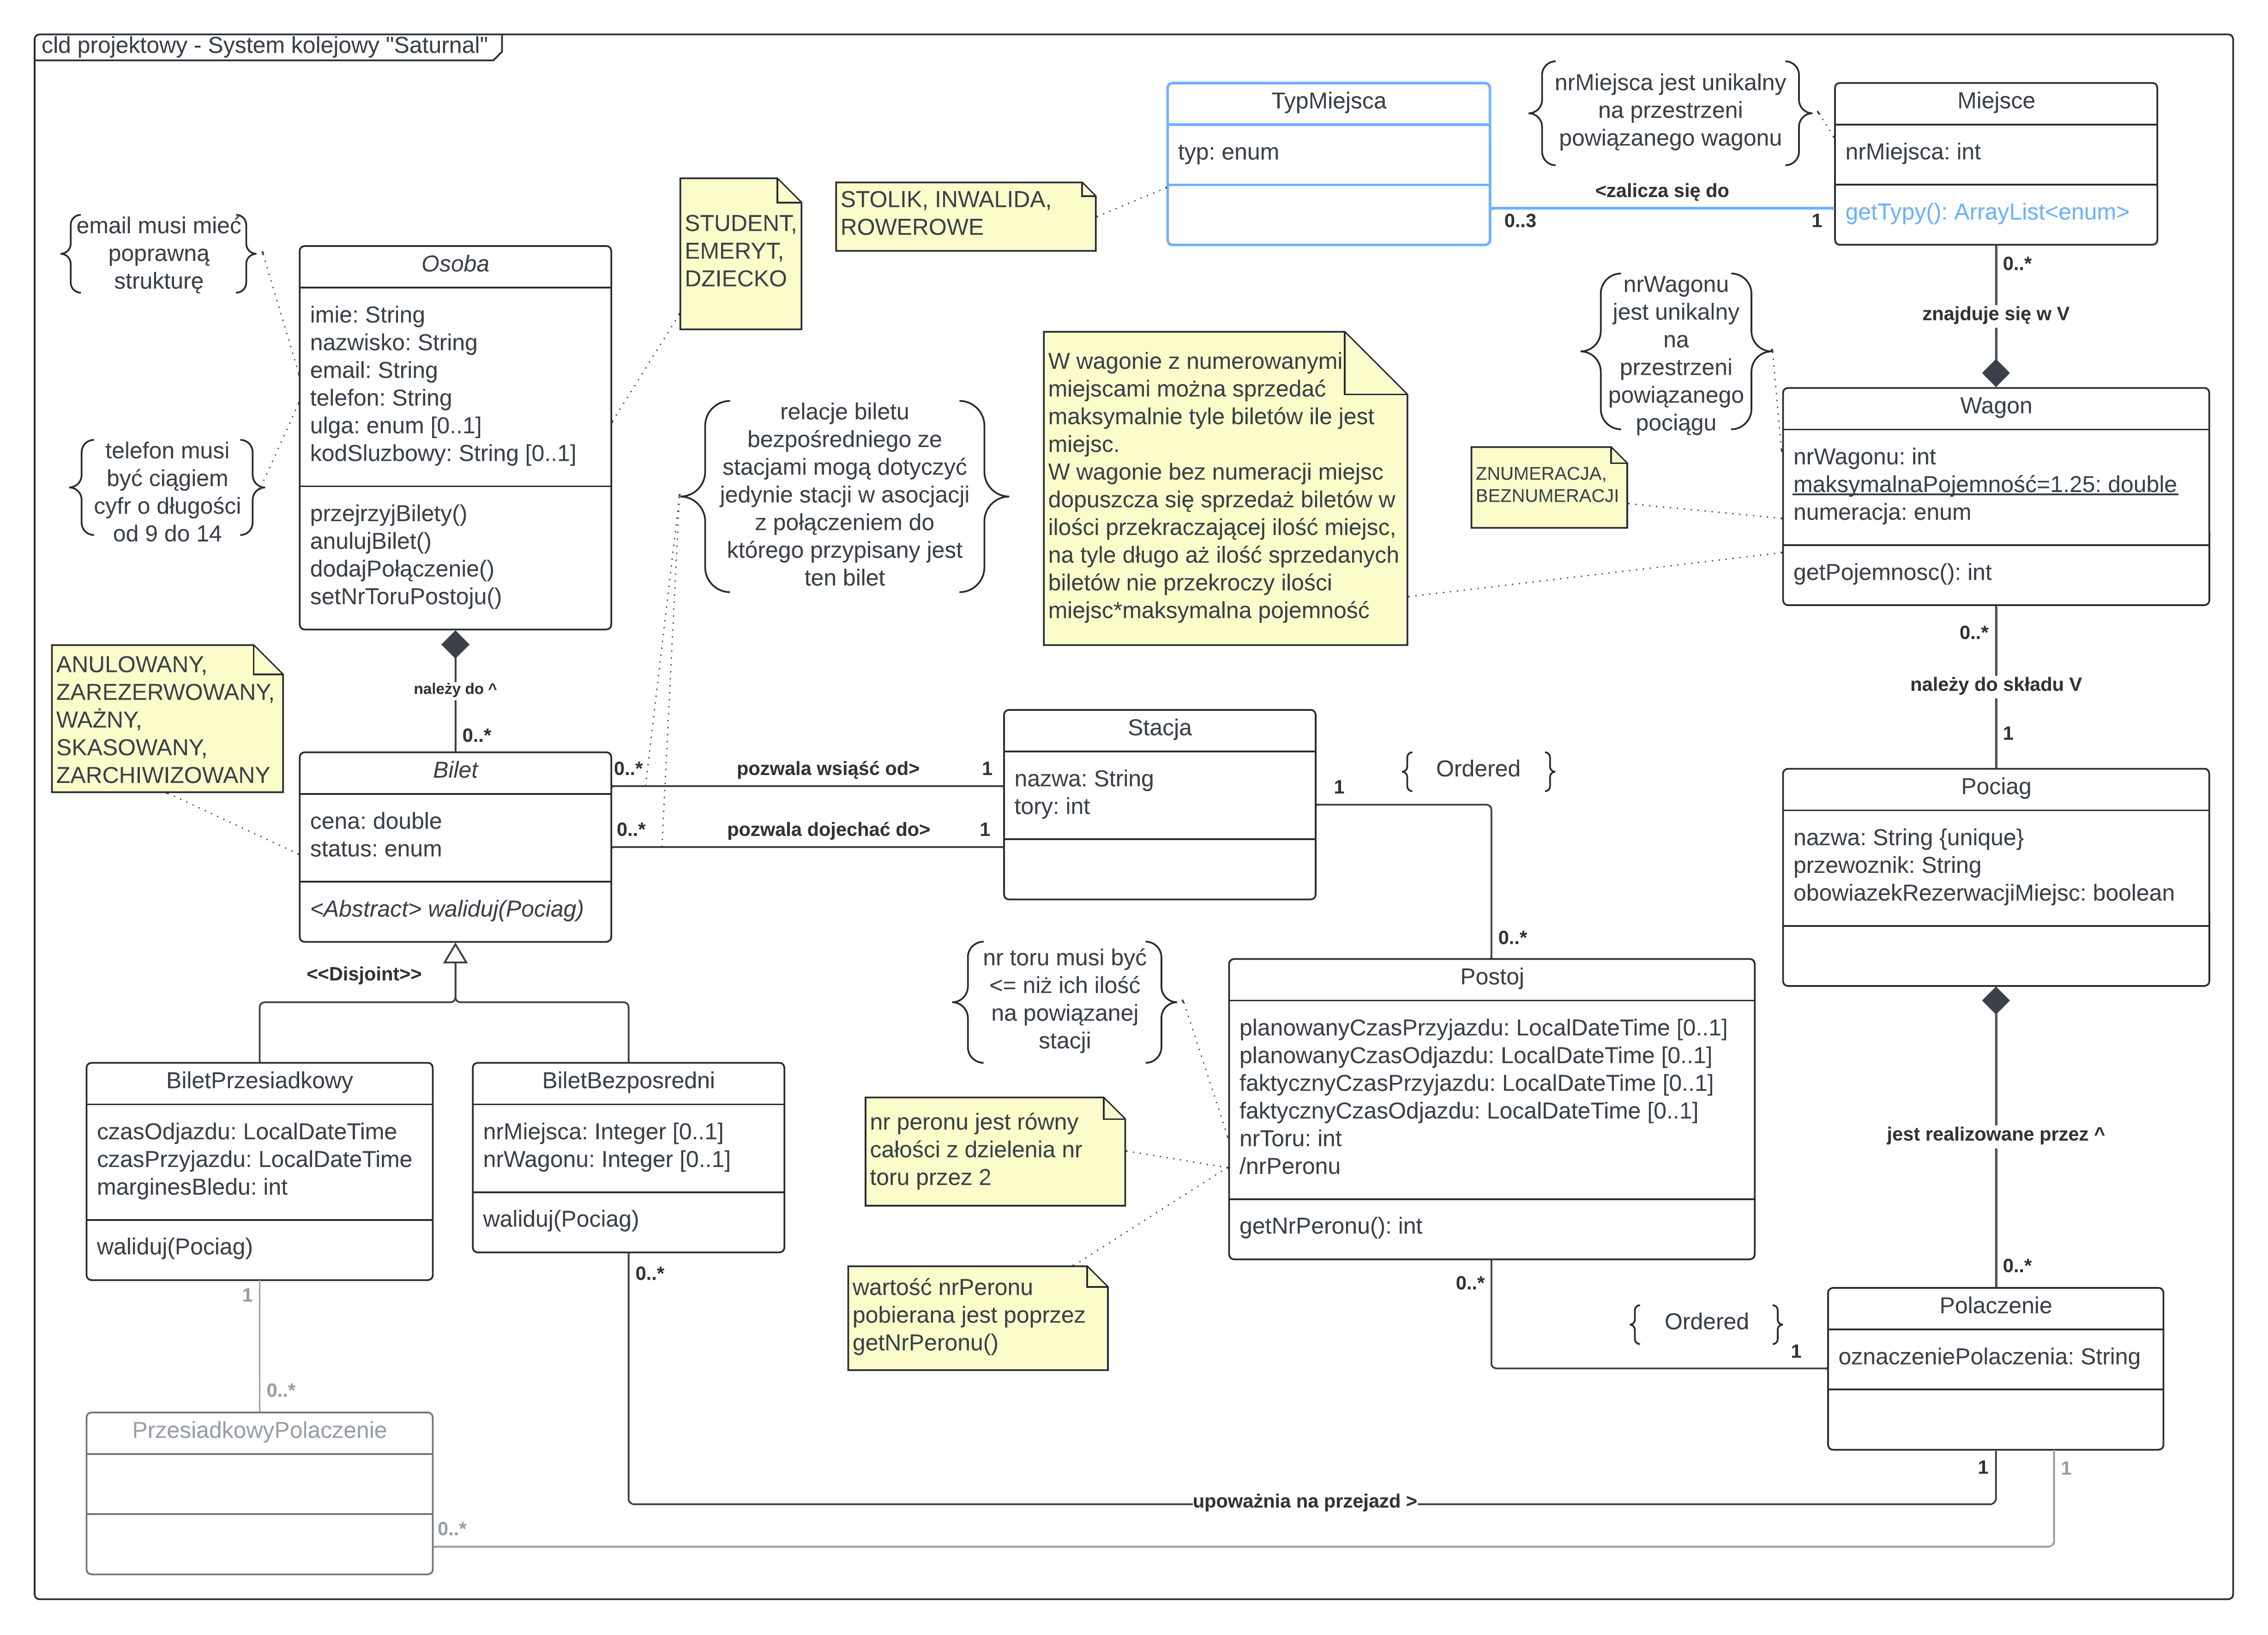 cld projektowy - System kolejowy "Saturnal"
TypMiejsca
typ: enum
STOLIK, INWALIDA,
ROWEROWE
nrMiejsca jest unikalny
na przestrzeni
powiązanego wagonu
Miejsce
nrMiejsca: int
getTypy(): ArrayList<enum>
<zalicza się do
0..3
1
0..*
znajduje się w V
email musi mieć
poprawną
strukturę
Osoba
imie: String
nazwisko: String
email: String
telefon: String
ulga: enum [0..1]
kodSluzbowy: String [0..1]
przejrzyjBilety()
anulujBilet()
dodajPołączenie()
setNrToruPostoju()
STUDENT,
EMERYT,
DZIECKO
telefon musi
być ciągiem
cyfr o długości
od 9 do 14
relacje biletu
bezpośredniego ze
stacjami mogą dotyczyć
jedynie stacji w asocjacji
z połączeniem do
którego przypisany jest
ten bilet
W wagonie z numerowanymi
miejscami można sprzedać
maksymalnie tyle biletów ile jest
miejsc.
W wagonie bez numeracji miejsc
dopuszcza się sprzedaż biletów w
ilości przekraczającej ilość miejsc,
na tyle długo aż ilość sprzedanych
biletów nie przekroczy ilości
miejsc*maksymalna pojemność
nrWagonu
jest unikalny
na
przestrzeni
powiązanego
pociągu
ZNUMERACJA,
BEZNUMERACJI
Wagon
nrWagonu: int
maksymalnaPojemność=1.25: double
numeracja: enum
getPojemnosc(): int
0..*
należy do składu V
1
ANULOWANY,
ZAREZERWOWANY,
WAŻNY,
SKASOWANY,
ZARCHIWIZOWANY
należy do ^
0..*
Bilet
cena: double
status: enum
<Abstract> waliduj(Pociag)
0..*
pozwala wsiąść od>
1
0..*
pozwala dojechać do>
1
Stacja
nazwa: String
tory: int
1
Ordered
0..*
Pociag
nazwa: String {unique}
przewoznik: String
obowiazekRezerwacjiMiejsc: boolean
<<Disjoint>>
BiletPrzesiadkowy
czasOdjazdu: LocalDateTime
czasPrzyjazdu: LocalDateTime
marginesBledu: int
waliduj(Pociag)
BiletBezposredni
nrMiejsca: Integer [0..1]
nrWagonu: Integer [0..1]
waliduj(Pociag)
nr toru musi być
<= niż ich ilość
na powiązanej
stacji
nr peronu jest równy
całości z dzielenia nr
toru przez 2
wartość nrPeronu
pobierana jest poprzez
getNrPeronu()
Postoj
planowanyCzasPrzyjazdu: LocalDateTime [0..1]
planowanyCzasOdjazdu: LocalDateTime [0..1]
faktycznyCzasPrzyjazdu: LocalDateTime [0..1]
faktycznyCzasOdjazdu: LocalDateTime [0..1]
nrToru: int
/nrPeronu
getNrPeronu(): int
jest realizowane przez ^
0..*
0..*
Ordered
1
Polaczenie
oznaczeniePolaczenia: String
1
0..*
0..*
PrzesiadkowyPolaczenie
0..*
upoważnia na przejazd >
1
1